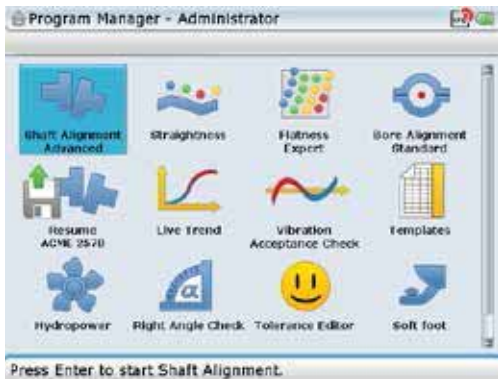 Program Manager - Administrator
Shaft Alignment
Advanced
Straightness
Flatness
Expert
Bore Alignment
Standard
Resume
ACME 2570
Live Trend
Vibration
Acceptance Check
Templates
Hydropower
Right Angle Check
Tolerance Editor
Soft foot
Press Enter to start Shaft Alignment.